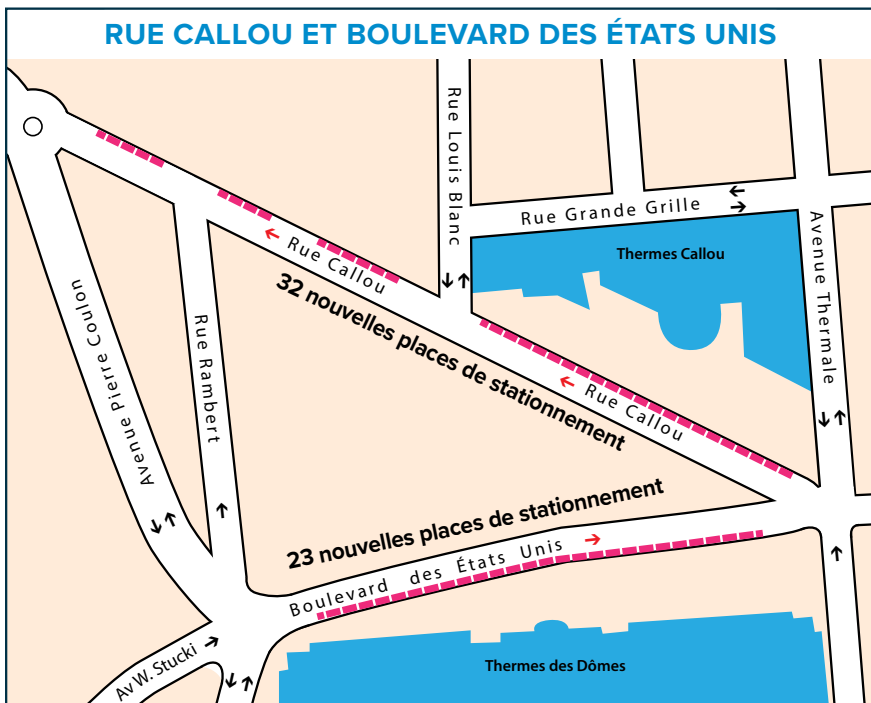 RUE CALLOU ET BOULEVARD DES ÉTATS UNIS
Rue Louis Blanc
Rue Grande Grille
Avenue Thermale
Thermes Callou
Rue Callou
32 nouvelles places de stationnement
Rue Callou
Avenue Pierre Coulon
Rue Rambert
23 nouvelles places de stationnement
Boulevard des États Unis
Av W. Stucki
Thermes des Dômes